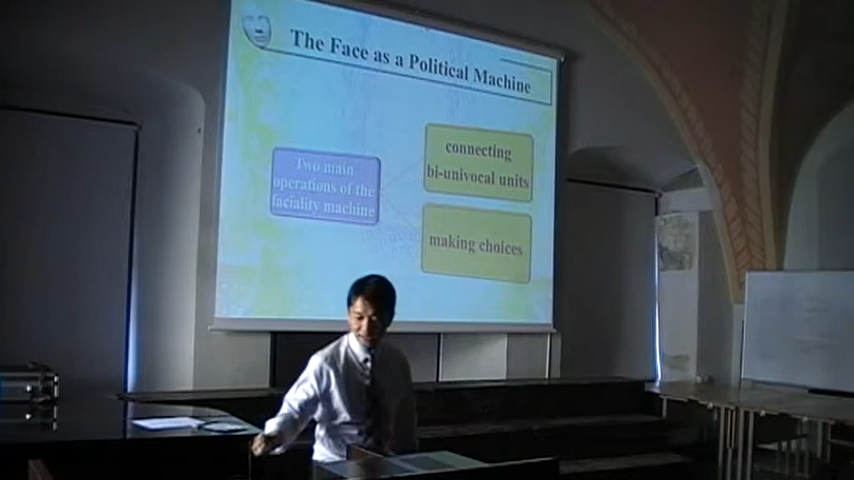 The Face as a Political Machine
Two main
operations of the
faciality machine
connecting
bi-univocal units
making choices